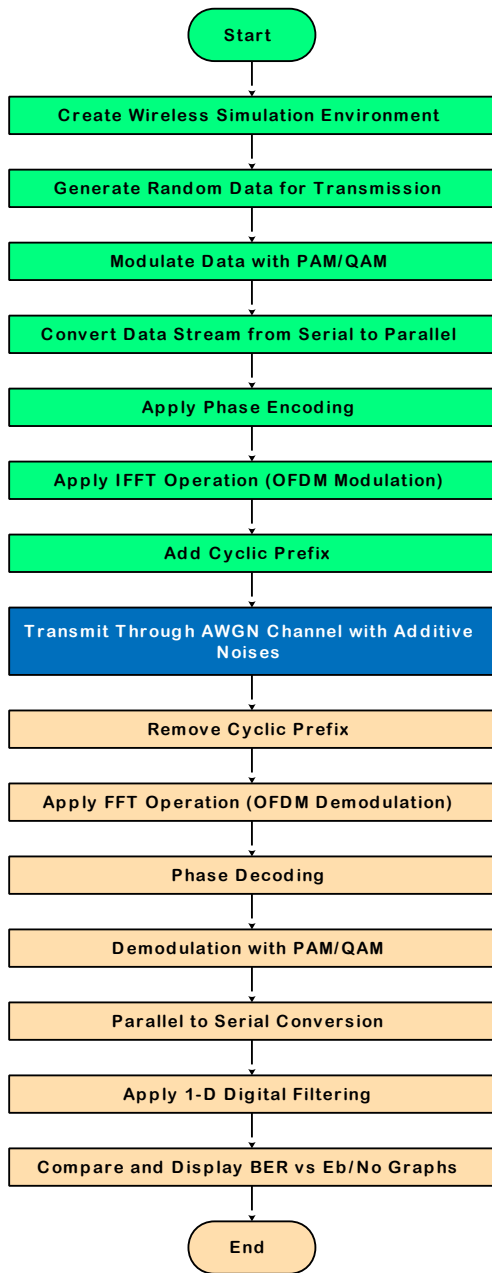 Start
Create Wireless Simulation Environment
Generate Random Data for Transmission
Modulate Data with PAM/QAM
Convert Data Stream from Serial to Parallel
Apply Phase Encoding
Apply IFFT Operation (OFDM Modulation)
Add Cyclic Prefix
Transmit Through AWGN Channel with Additive
Noises
Remove Cyclic Prefix
Apply FFT Operation (OFDM Demodulation)
Phase Decoding
Demodulation with PAM/QAM
Parallel to Serial Conversion
Apply 1-D Digital Filtering
Compare and Display BER vs Eb/No Graphs
End